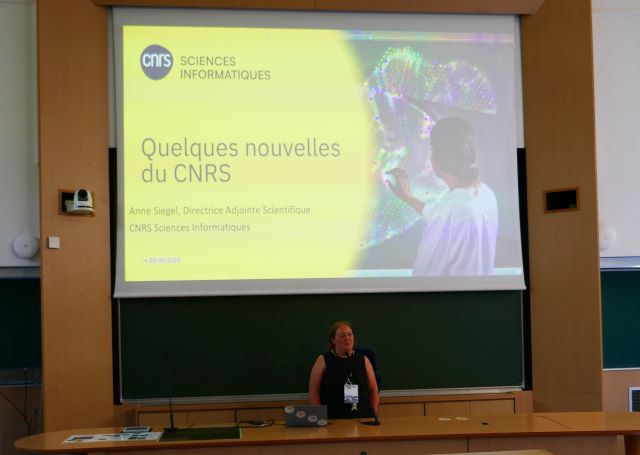 cnrs
SCIENCES
INFORMATIQUES
Quelques nouvelles
du CNRS
Anne Siegel, Directrice Adjointe Scientifique
CNRS Sciences Informatiques